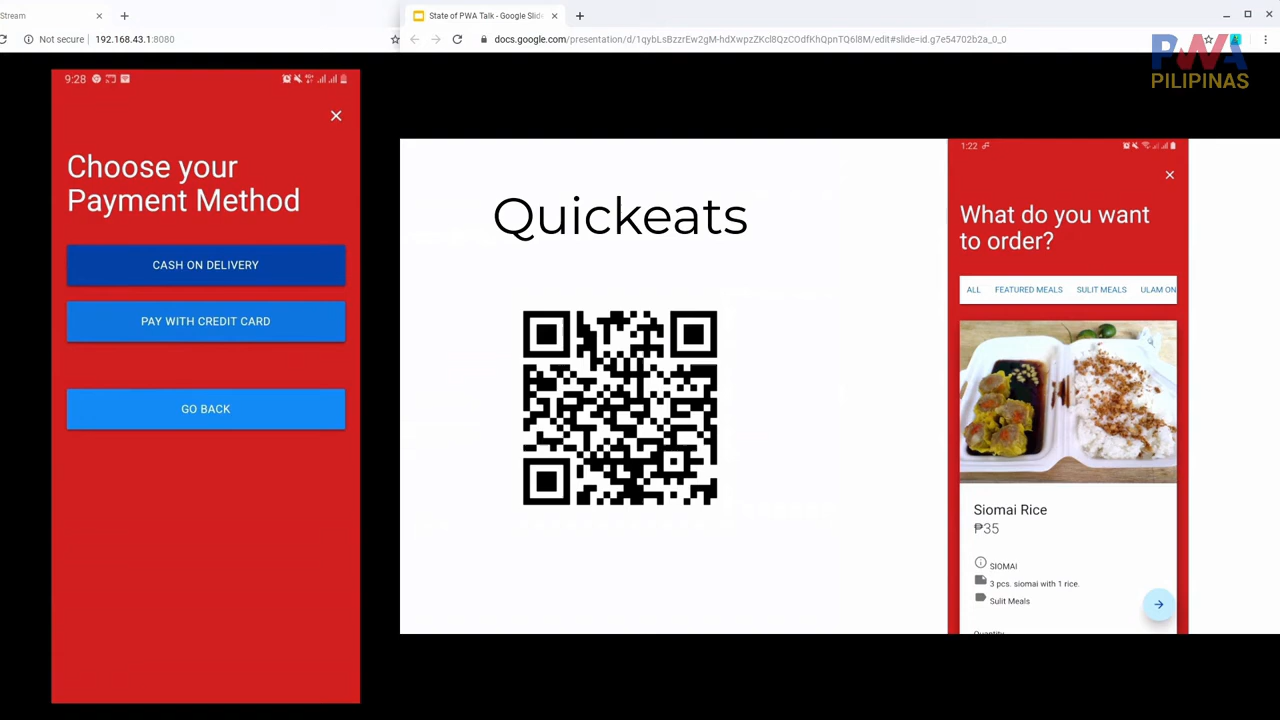 Stream
State of PWA Talk - Google Slide
Not secure
192.168.43.1:8080
docs.google.com/presentation/d/1qybLsBzzrEw2gM-hdXwpzZKcl8QzCOdfKhQpnTQ6l8M/edit#slide=id.g7e54702b2a_0_0
PWA
PILIPINAS
9:28
Choose your
Payment Method
CASH ON DELIVERY
PAY WITH CREDIT CARD
GO BACK
Quickeats
1:22
What do you want
to order?
ALL FEATURED MEALS SULIT MEALS ULAM ON
Siomai Rice
₱35
SIOMAI
3 pcs. siomai with 1 rice.
Sulit Meals
Quantity